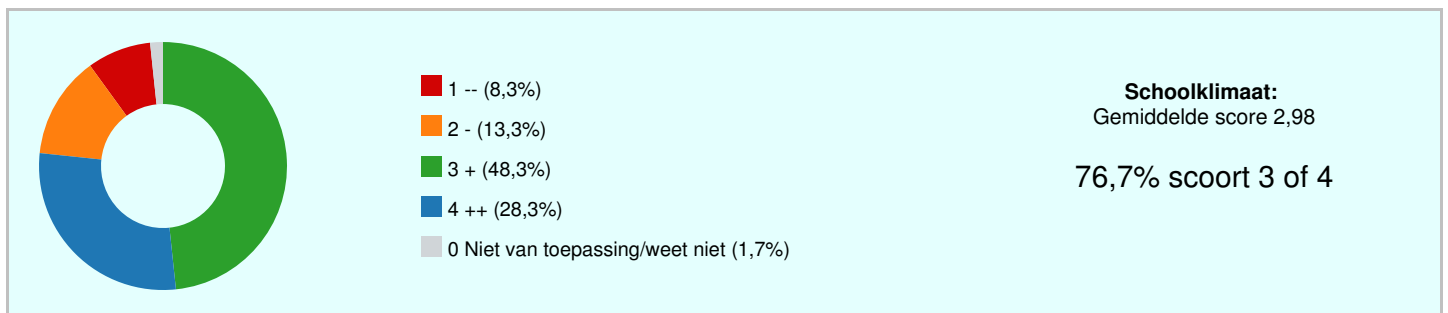 1 -- (8,3%)
2 - (13,3%)
3 + (48,3%)
4 ++ (28,3%)
0 Niet van toepassing/weet niet (1,7%)
Schoolklimaat:
Gemiddelde score 2,98
76,7% scoort 3 of 4